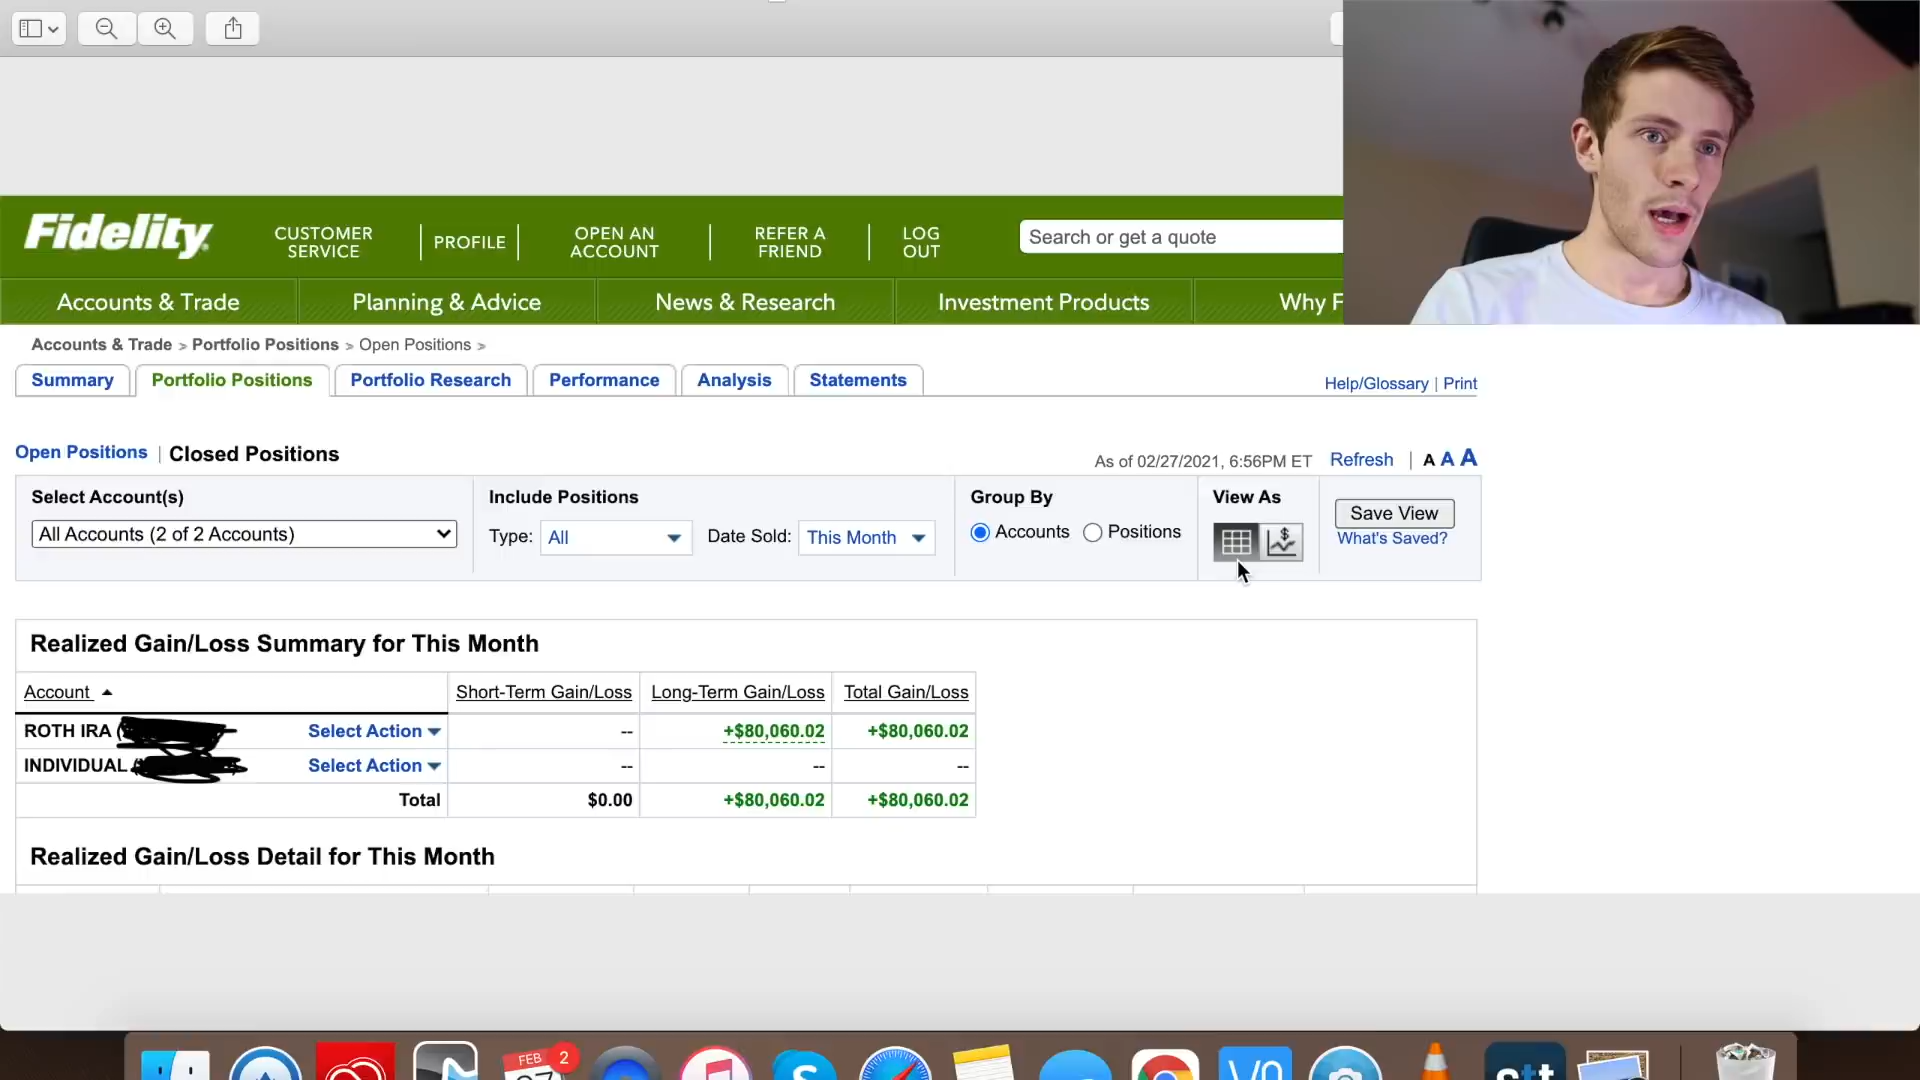 Fidelity
CUSTOMER SERVICE
PROFILE
OPEN AN ACCOUNT
REFER A FRIEND
LOG OUT
Search or get a quote
Accounts & Trade
Planning & Advice
News & Research
Investment Products
Why F
Accounts & Trade > Portfolio Positions > Open Positions >
Summary
Portfolio Positions
Portfolio Research
Performance
Analysis
Statements
Help/Glossary | Print
Open Positions | Closed Positions
As of 02/27/2021, 6:56PM ET Refresh | A A A
Select Account(s)
All Accounts (2 of 2 Accounts)
Include Positions
Type: All
Date Sold: This Month
Group By
Accounts Positions
View As
Save View
What's Saved?
Realized Gain/Loss Summary for This Month
Account Short-Term Gain/Loss Long-Term Gain/Loss Total Gain/Loss
ROTH IRA ( Select Action -- +$80,060.02 +$80,060.02
INDIVIDUAL Select Action -- -- --
Total $0.00 +$80,060.02 +$80,060.02
Realized Gain/Loss Detail for This Month
FEB 2